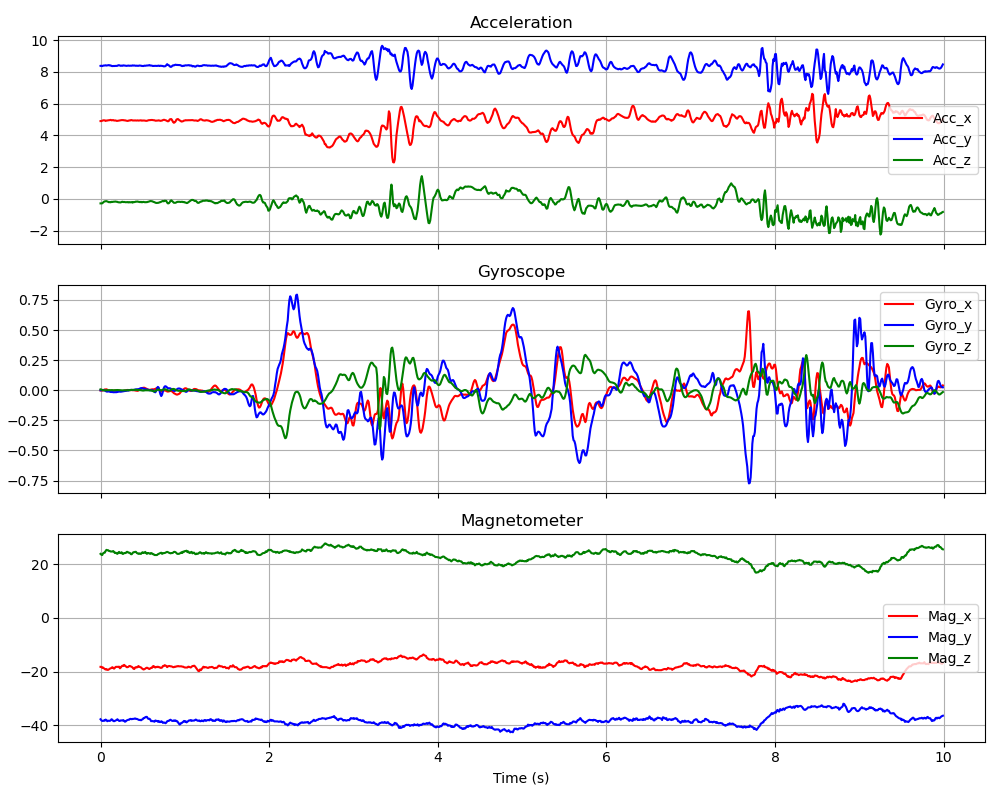 Acceleration
10
8
6
4
2
0
−2
Acc_x
Acc_y
Acc_z
Gyroscope
0.75
0.50
0.25
0.00
−0.25
−0.50
−0.75
Gyro_x
Gyro_y
Gyro_z
Magnetometer
20
0
−20
−40
Mag_x
Mag_y
Mag_z
0 2 4 6 8 10
Time (s)